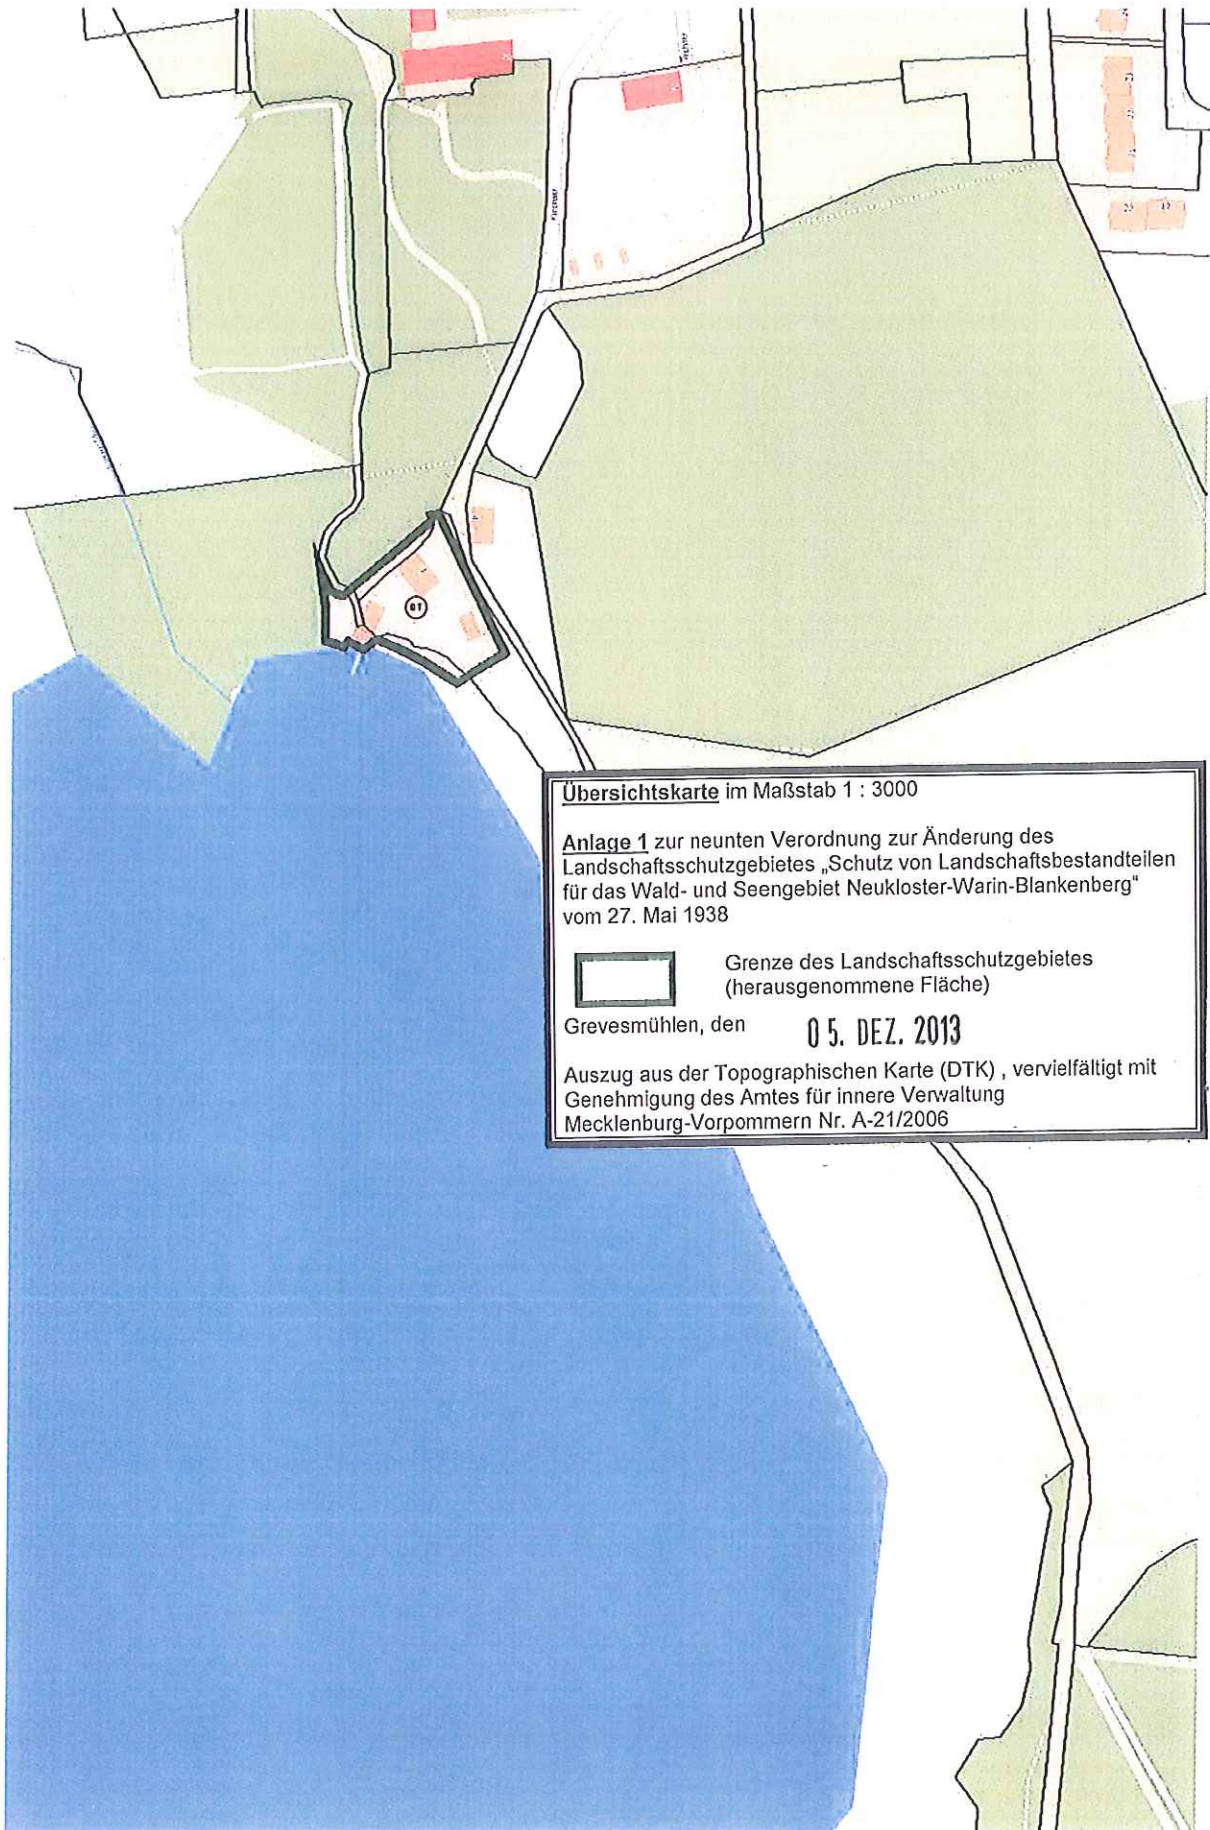 Kirchstr
Übersichtskarte im Maßstab 1 : 3000
Anlage 1 zur neunten Verordnung zur Änderung des
Landschaftsschutzgebietes „Schutz von Landschaftsbestandteilen
für das Wald- und Seengebiet Neukloster-Warin-Blankenberg"
vom 27. Mai 1938
Grenze des Landschaftsschutzgebietes
(herausgenommene Fläche)
Grevesmühlen, den 05. DEZ. 2013
Auszug aus der Topographischen Karte (DTK) , vervielfältigt mit
Genehmigung des Amtes für innere Verwaltung
Mecklenburg-Vorpommern Nr. A-21/2006